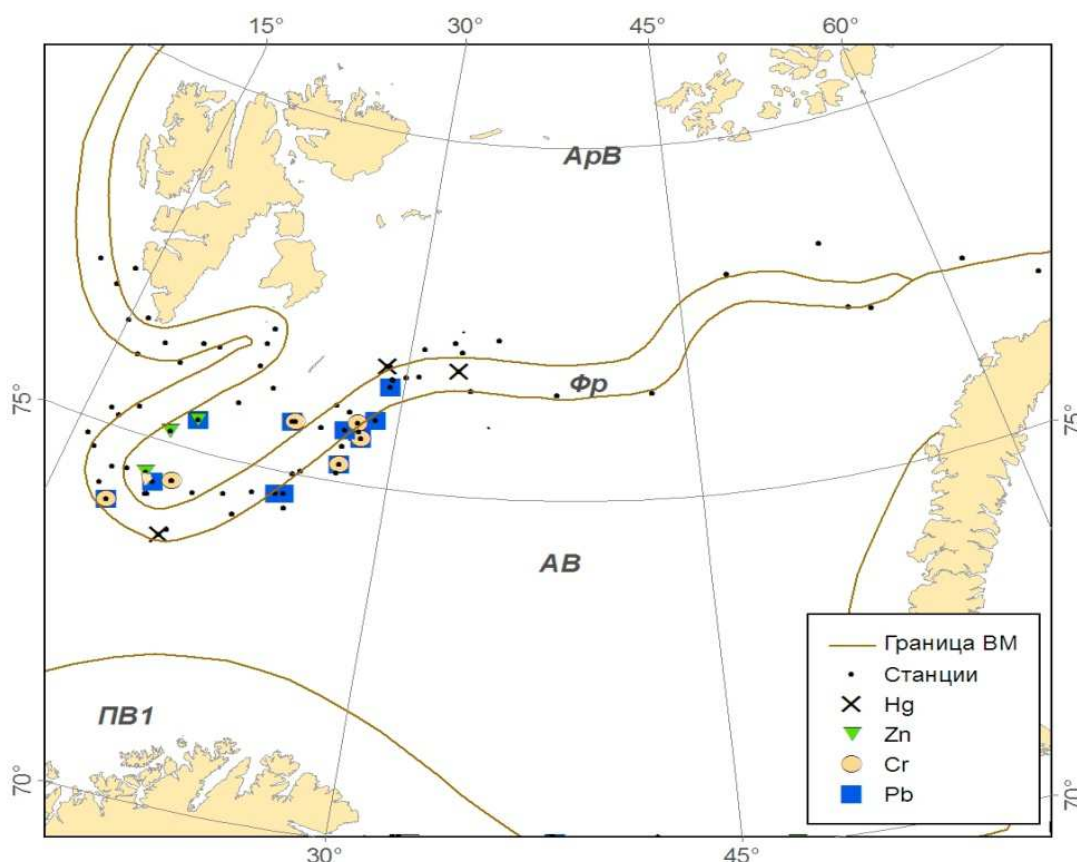 15°
30°
45°
60°
АрВ
75°
Фр
75°
АВ
ПВ1
Граница ВМ
Станции
Hg
Zn
Cr
Pb
70°
70°
30°
45°